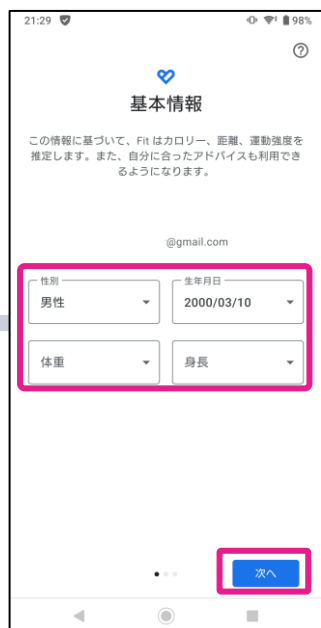 21:29 98%
基本情報
この情報に基づいて、Fit はカロリー、距離、運動強度を
推定します。また、自分に合ったアドバイスも利用でき
るようになります。
@gmail.com
性別 生年月日
男性 2000/03/10
体重 身長
次へ